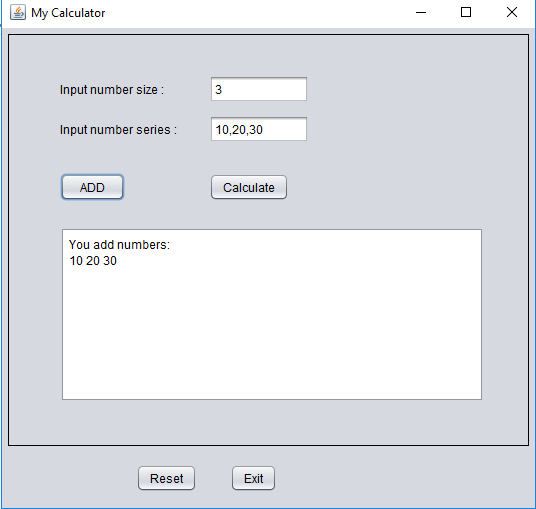 My Calculator
Input number size : 3
Input number series : 10,20,30
ADD Calculate
You add numbers:
10 20 30
Reset Exit